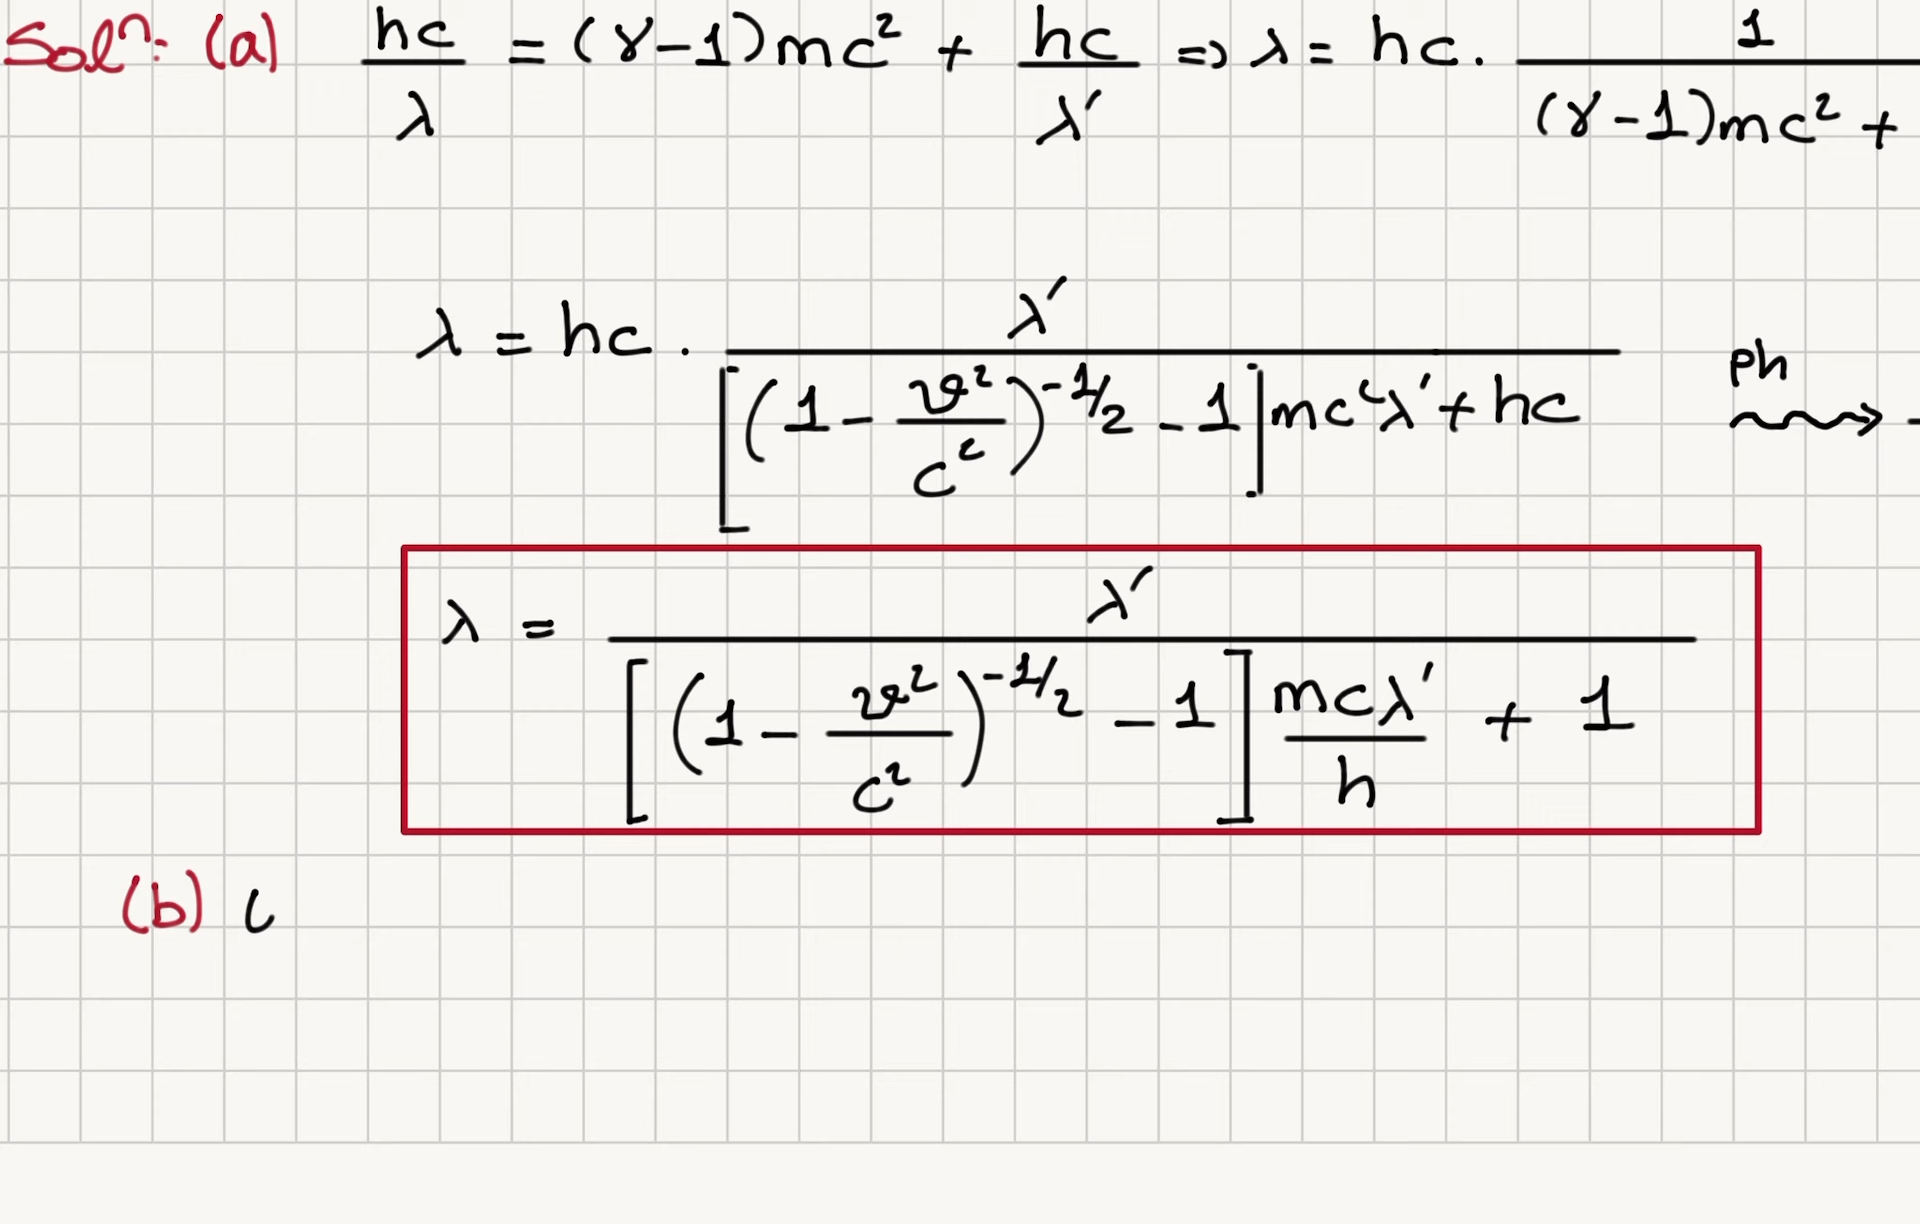 Solⁿ: (a) hc/λ = (γ-1)mc² + hc/λ′ ⇒ λ = hc. 1/((γ-1)mc² +
λ = hc. λ′/([(1 - v²/c²)^(-1/2) - 1]mc²λ′ + hc)
ph
λ = λ′/([(1 - v²/c²)^(-1/2) - 1] mcλ′/h + 1)
(b)